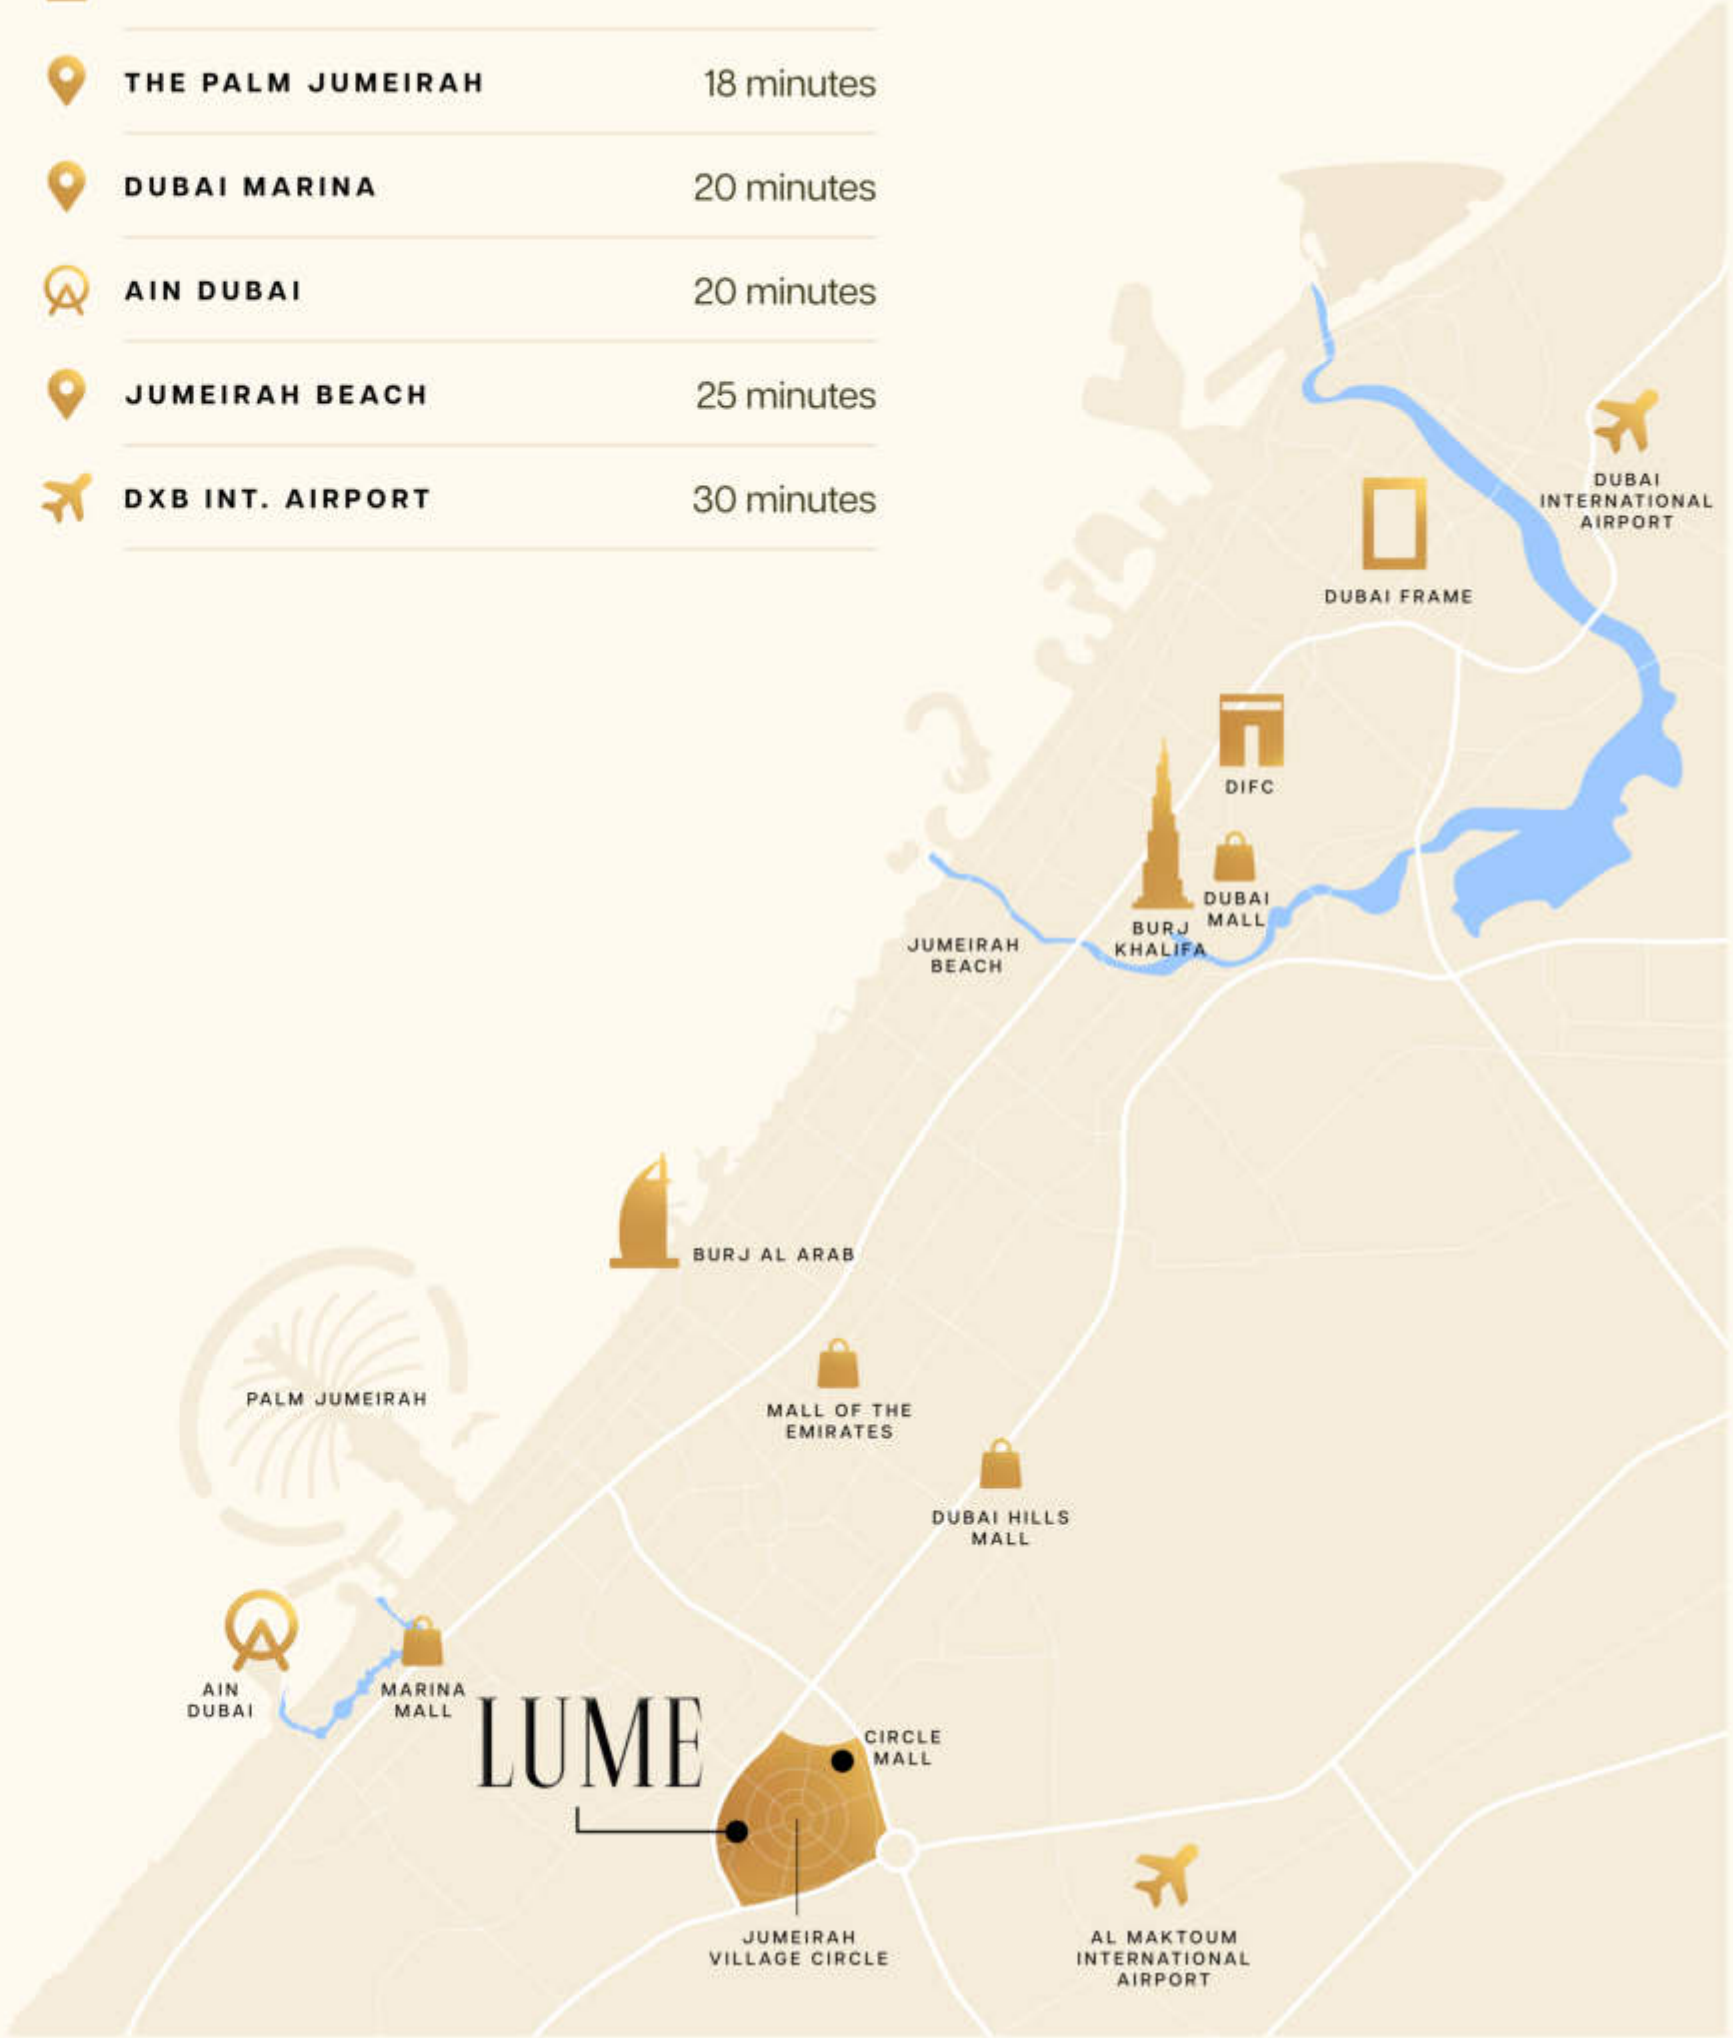 THE PALM JUMEIRAH 18 minutes
DUBAI MARINA 20 minutes
AIN DUBAI 20 minutes
JUMEIRAH BEACH 25 minutes
DXB INT. AIRPORT 30 minutes
DUBAI
INTERNATIONAL
AIRPORT
DUBAI FRAME
DIFC
DUBAI
MALL
BURJ
KHALIFA
JUMEIRAH
BEACH
BURJ AL ARAB
PALM JUMEIRAH
MALL OF THE
EMIRATES
DUBAI HILLS
MALL
AIN
DUBAI
MARINA
MALL
LUME
CIRCLE
MALL
JUMEIRAH
VILLAGE CIRCLE
AL MAKTOUM
INTERNATIONAL
AIRPORT